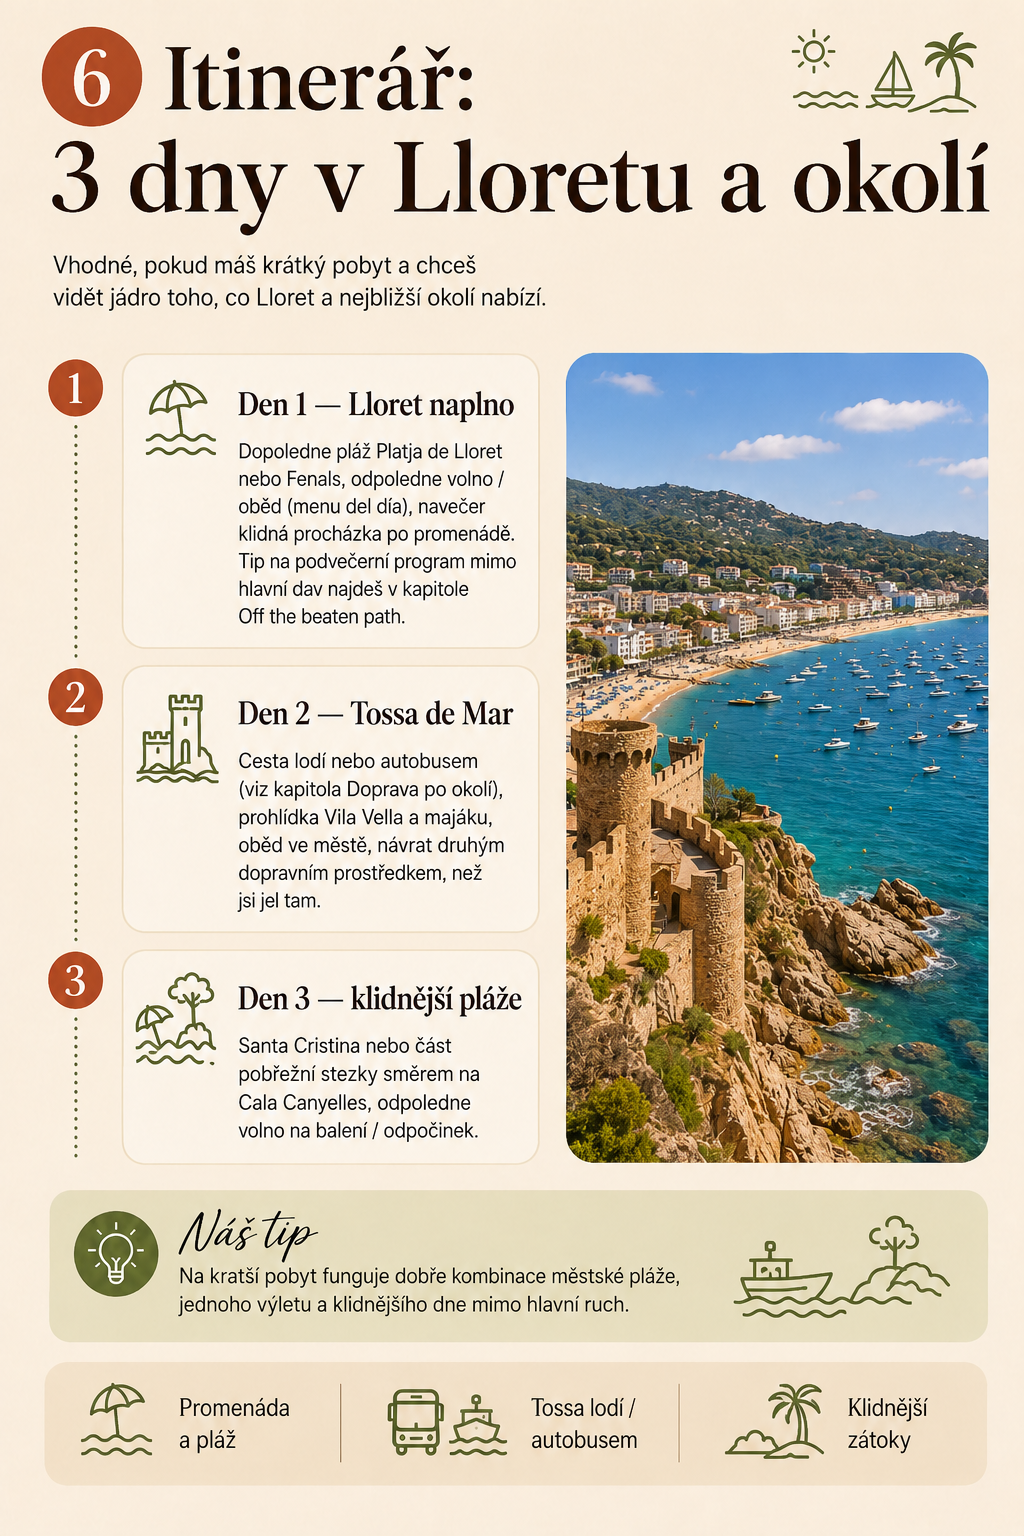 6 Itinerář:
3 dny v Lloretu a okolí
Vhodné, pokud máš krátký pobyt a chceš
vidět jádro toho, co Lloret a nejbližší okolí nabízí.
1
Den 1 — Lloret naplno
Dopoledne pláž Platja de Lloret
nebo Fenals, odpoledne volno /
oběd (menu del día), navečer
klidná procházka po promenádě.
Tip na podvečerní program mimo
hlavní dav najdeš v kapitole
Off the beaten path.
2
Den 2 — Tossa de Mar
Cesta lodí nebo autobusem
(viz kapitola Doprava po okolí),
prohlídka Vila Vella a majáku,
oběd ve městě, návrat druhým
dopravním prostředkem, než
jsi jel tam.
3
Den 3 — klidnější pláže
Santa Cristina nebo část
pobřežní stezky směrem na
Cala Canyelles, odpoledne
volno na balení / odpočinek.
Náš tip
Na kratší pobyt funguje dobře kombinace městské pláže,
jednoho výletu a klidnějšího dne mimo hlavní ruch.
Promenáda
a pláž
Tossa lodí /
autobusem
Klidnější
zátoky